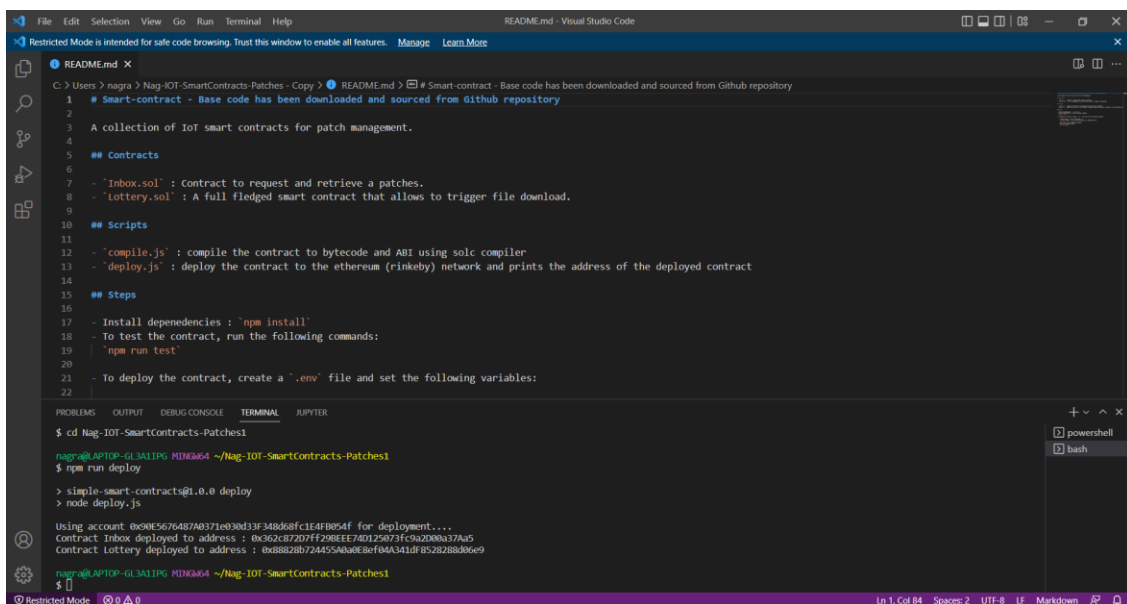 File Edit Selection View Go Run Terminal Help README.md - Visual Studio Code
Restricted Mode is intended for safe code browsing. Trust this window to enable all features. Manage Learn More
README.md
C: > Users > nagra > Nag-IOT-SmartContracts-Patches - Copy > README.md > # Smart-contract - Base code has been downloaded and sourced from Github repository
1 # Smart-contract - Base code has been downloaded and sourced from Github repository
2
3 A collection of IoT smart contracts for patch management.
4
5 ## Contracts
6
7 - `Inbox.sol` : Contract to request and retrieve a patches.
8 - `Lottery.sol` : A full fledged smart contract that allows to trigger file download.
9
10 ## Scripts
11
12 - `compile.js` : compile the contract to bytecode and ABI using solc compiler
13 - `deploy.js` : deploy the contract to the ethereum (rinkeby) network and prints the address of the deployed contract
14
15 ## Steps
16
17 - Install depenedencies : `npm install`
18 - To test the contract, run the following commands:
19 `npm run test`
20
21 - To deploy the contract, create a `.env` file and set the following variables:
22
PROBLEMS OUTPUT DEBUG CONSOLE TERMINAL JUPYTER
powershell
bash
$ cd Nag-IOT-SmartContracts-Patches1
nagra@LAPTOP-GL3A1IPG MINGW64 ~/Nag-IOT-SmartContracts-Patches1
$ npm run deploy
> simple-smart-contracts@1.0.0 deploy
> node deploy.js
Using account 0x90E5676487A0371e030d33F348d68fc1E4FB054f for deployment....
Contract Inbox deployed to address : 0x362c872D7ff29BEEE74D125073fc9a2D00a37Aa5
Contract Lottery deployed to address : 0x88828b724455A0a0E8ef04A341dF8528288d06e9
nagra@LAPTOP-GL3A1IPG MINGW64 ~/Nag-IOT-SmartContracts-Patches1
$
Restricted Mode 0 0 Ln 1, Col 84 Spaces: 2 UTF-8 LF Markdown